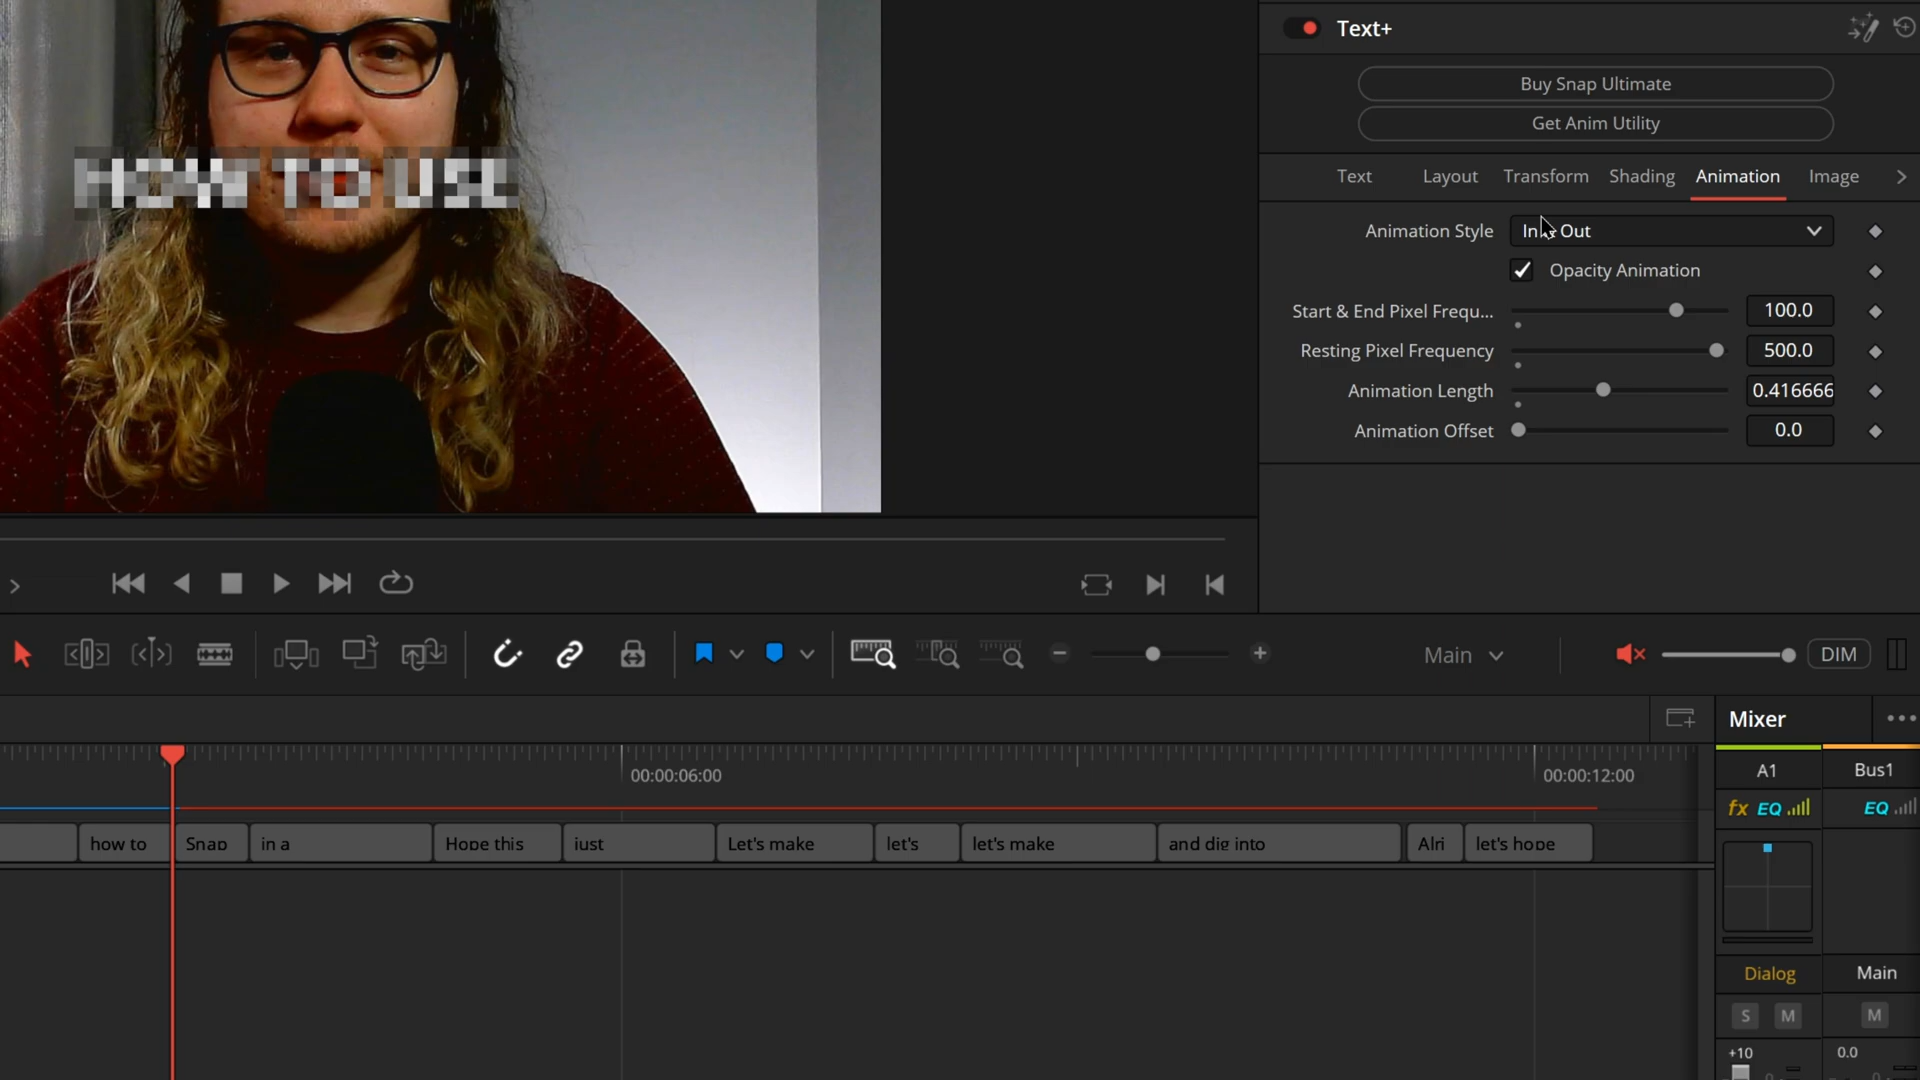 Text+
Buy Snap Ultimate
Get Anim Utility
HOW TO USE
Text Layout Transform Shading Animation Image
Animation Style In & Out
Opacity Animation
Start & End Pixel Frequ... 100.0
Resting Pixel Frequency 500.0
Animation Length 0.416666
Animation Offset 0.0
Main DIM
Mixer
00:00:06:00 00:00:12:00
A1 Bus1
fx EQ EQ
how to Snap in a Hope this just Let's make let's let's make and dig into Alri let's hope
Dialog Main
S M M
+10 0.0